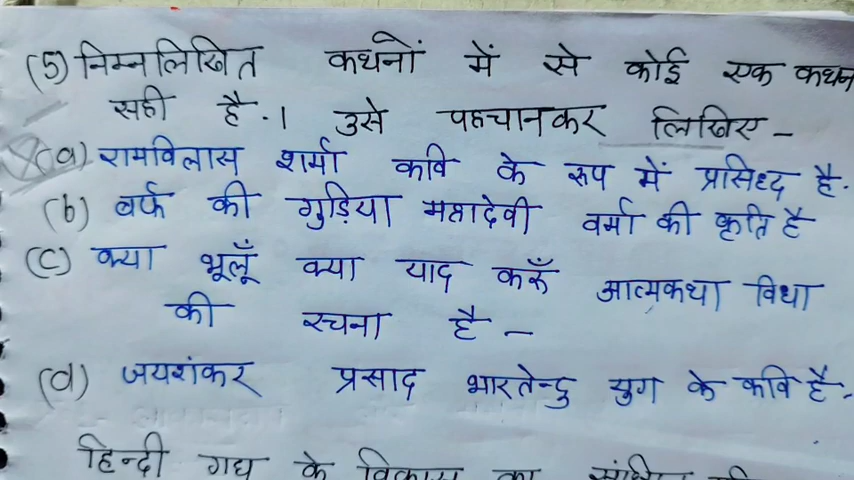 (5) निम्नलिखित कथनों में से कोई एक कथन
सही है.। उसे पहचानकर लिखिए -
(a) रामविलास शर्मा कवि के रूप में प्रसिध्द है.
(b) बर्फ की गुड़िया महादेवी वर्मा की कृति है
(c) क्या भूलूँ क्या याद करूँ आत्मकथा विधा
की रचना है -
(d) जयशंकर प्रसाद भारतेन्दु युग के कवि है.
हिन्दी गद्य के विकास का